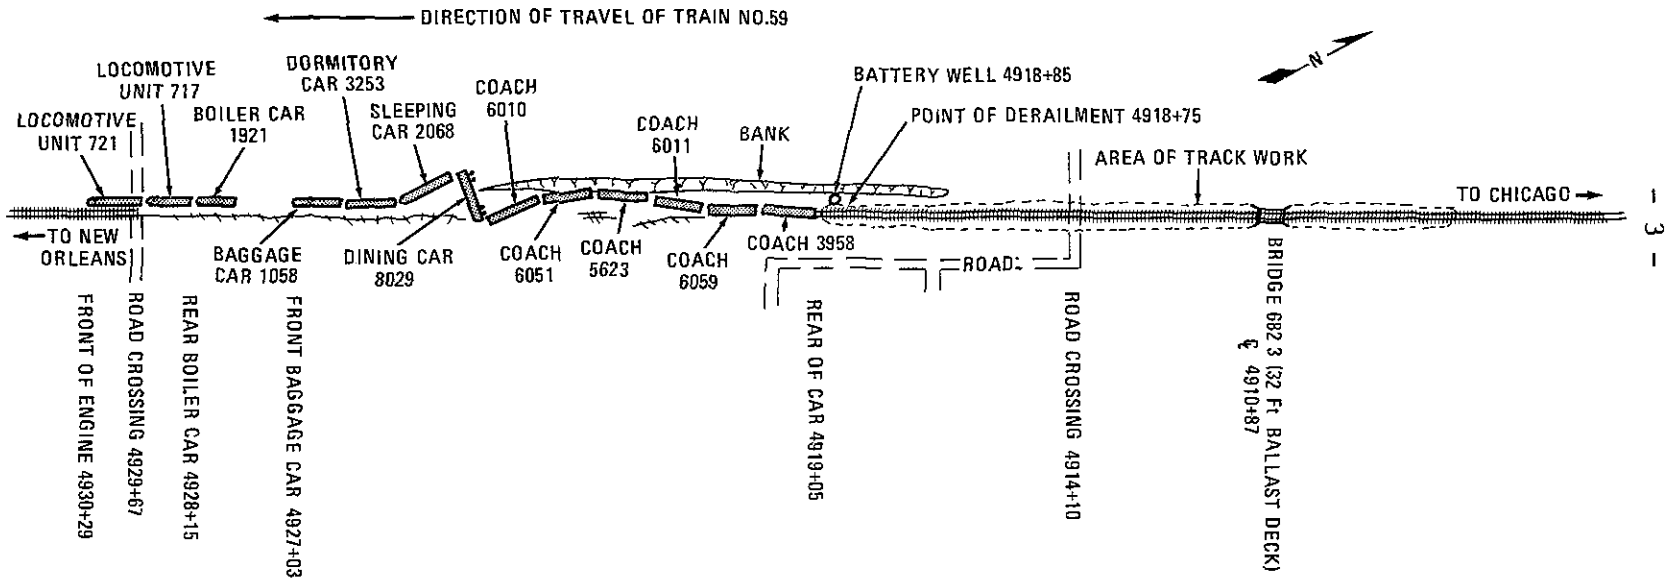 DIRECTION OF TRAVEL OF TRAIN NO.59
N
LOCOMOTIVE
UNIT 721
LOCOMOTIVE
UNIT 717
BOILER CAR
1921
DORMITORY
CAR 3253
SLEEPING
CAR 2068
COACH
6010
COACH
6011
BANK
BATTERY WELL 4918+85
POINT OF DERAILMENT 4918+75
AREA OF TRACK WORK
TO CHICAGO
- 3 -
TO NEW
ORLEANS
BAGGAGE
CAR 1058
DINING CAR
8029
COACH
6051
COACH
5623
COACH
6059
COACH 3958
ROAD
FRONT OF ENGINE 4930+29
ROAD CROSSING 4929+67
REAR BOILER CAR 4928+15
FRONT BAGGAGE CAR 4927+03
REAR OF CAR 4919+05
ROAD CROSSING 4914+10
BRIDGE 682 3 (32 Ft BALLAST DECK)
℄ 4910+87